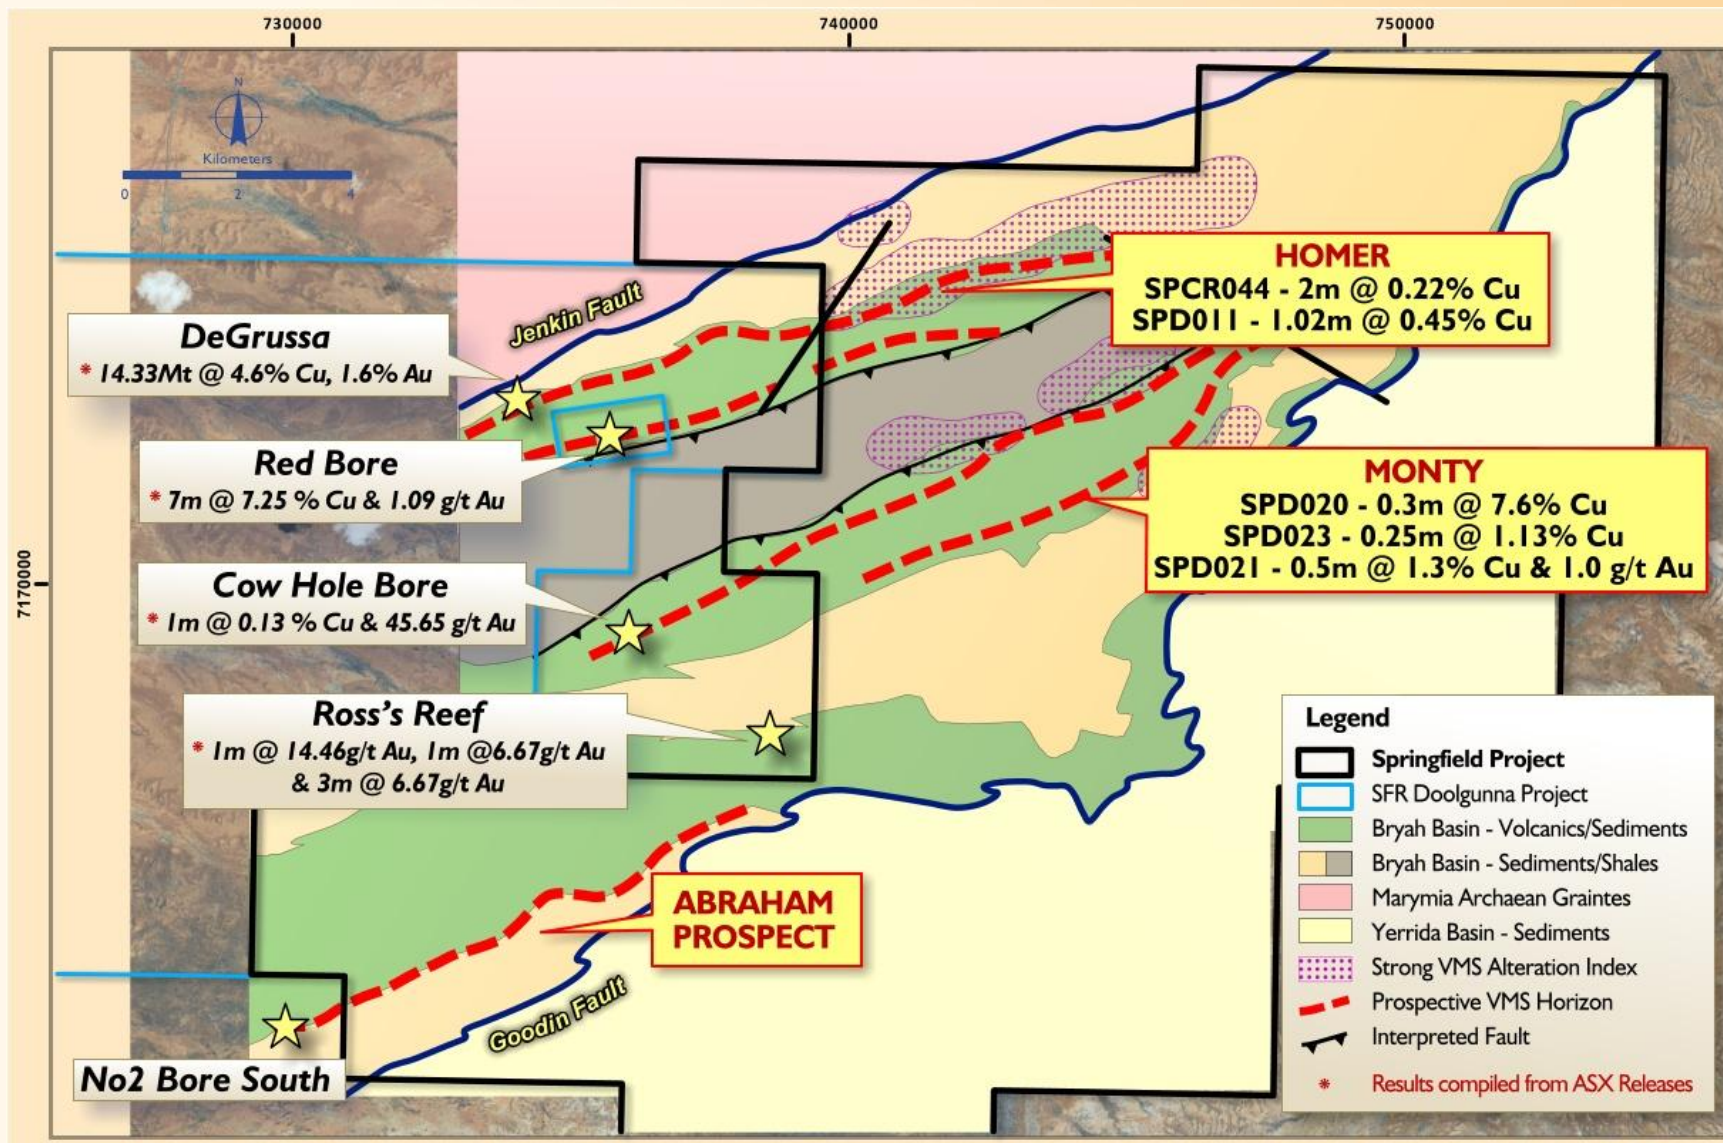 730000
740000
750000
N
Kilometers
0 2 4
Jenkin Fault
HOMER
SPCR044 - 2m @ 0.22% Cu
SPD011 - 1.02m @ 0.45% Cu
DeGrussa
* 14.33Mt @ 4.6% Cu, 1.6% Au
Red Bore
* 7m @ 7.25 % Cu & 1.09 g/t Au
MONTY
SPD020 - 0.3m @ 7.6% Cu
SPD023 - 0.25m @ 1.13% Cu
SPD021 - 0.5m @ 1.3% Cu & 1.0 g/t Au
7170000
Cow Hole Bore
* 1m @ 0.13 % Cu & 45.65 g/t Au
Ross's Reef
* 1m @ 14.46g/t Au, 1m @6.67g/t Au
& 3m @ 6.67g/t Au
ABRAHAM
PROSPECT
Goodin Fault
No2 Bore South
Legend
Springfield Project
SFR Doolgunna Project
Bryah Basin - Volcanics/Sediments
Bryah Basin - Sediments/Shales
Marymia Archaean Graintes
Yerrida Basin - Sediments
Strong VMS Alteration Index
Prospective VMS Horizon
Interpreted Fault
* Results compiled from ASX Releases